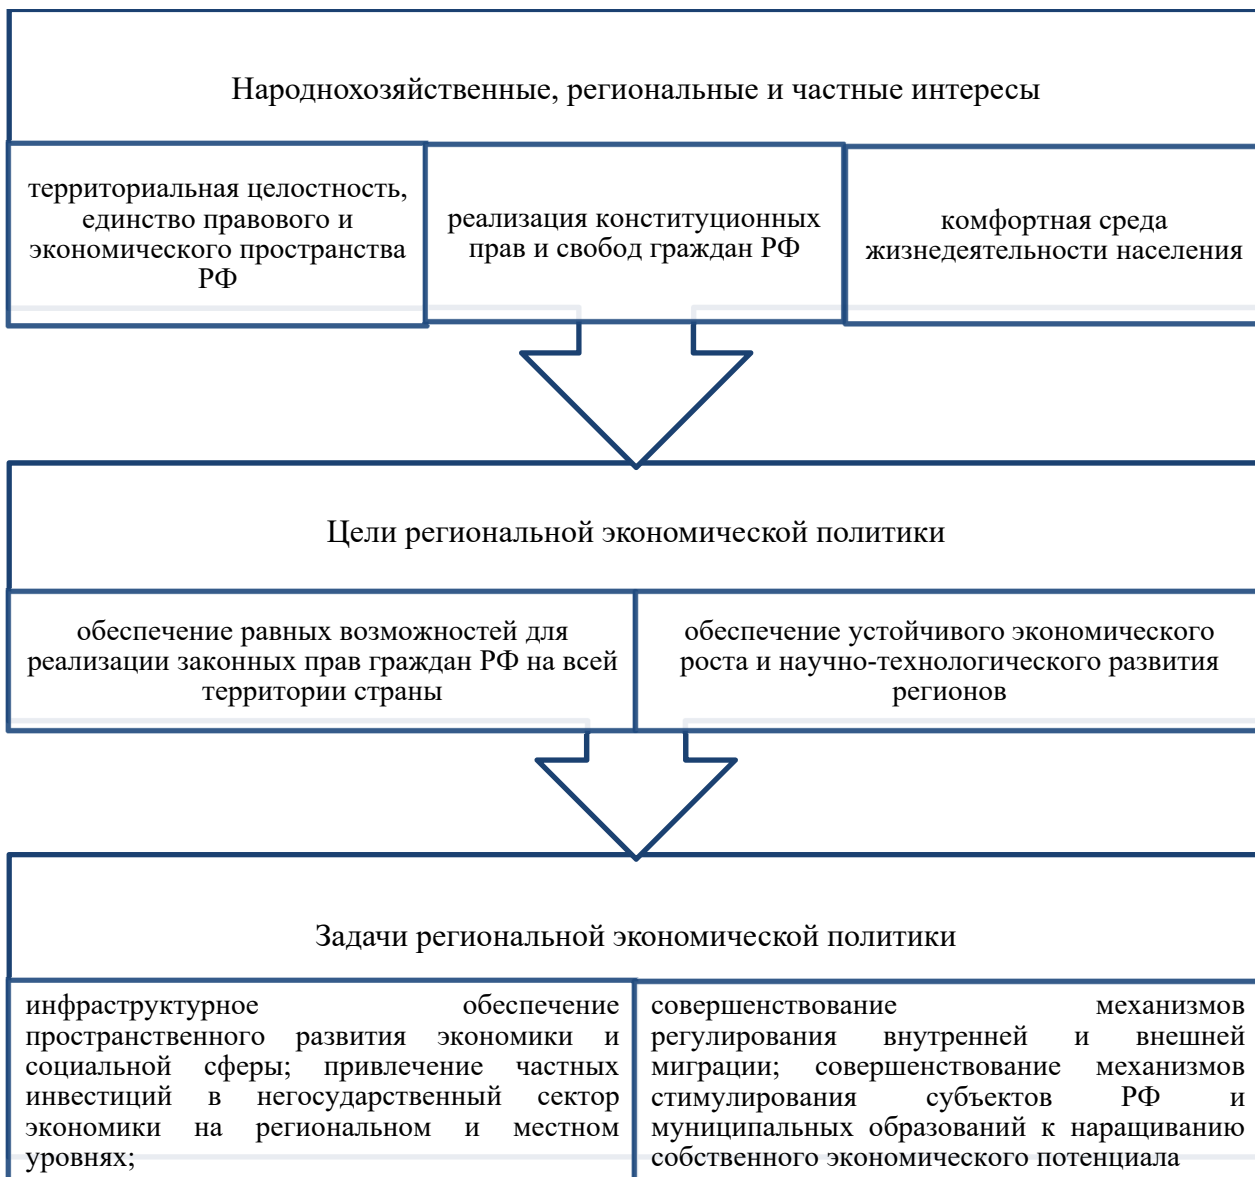 Народнохозяйственные, региональные и частные интересы
территориальная целостность,
единство правового и
экономического пространства
РФ
реализация конституционных
прав и свобод граждан РФ
комфортная среда
жизнедеятельности населения
Цели региональной экономической политики
обеспечение равных возможностей для
реализации законных прав граждан РФ на всей
территории страны
обеспечение устойчивого экономического
роста и научно-технологического развития
регионов
Задачи региональной экономической политики
инфраструктурное обеспечение
пространственного развития экономики и
социальной сферы; привлечение частных
инвестиций в негосударственный сектор
экономики на региональном и местном
уровнях;
совершенствование механизмов
регулирования внутренней и внешней
миграции; совершенствование механизмов
стимулирования субъектов РФ и
муниципальных образований к наращиванию
собственного экономического потенциала